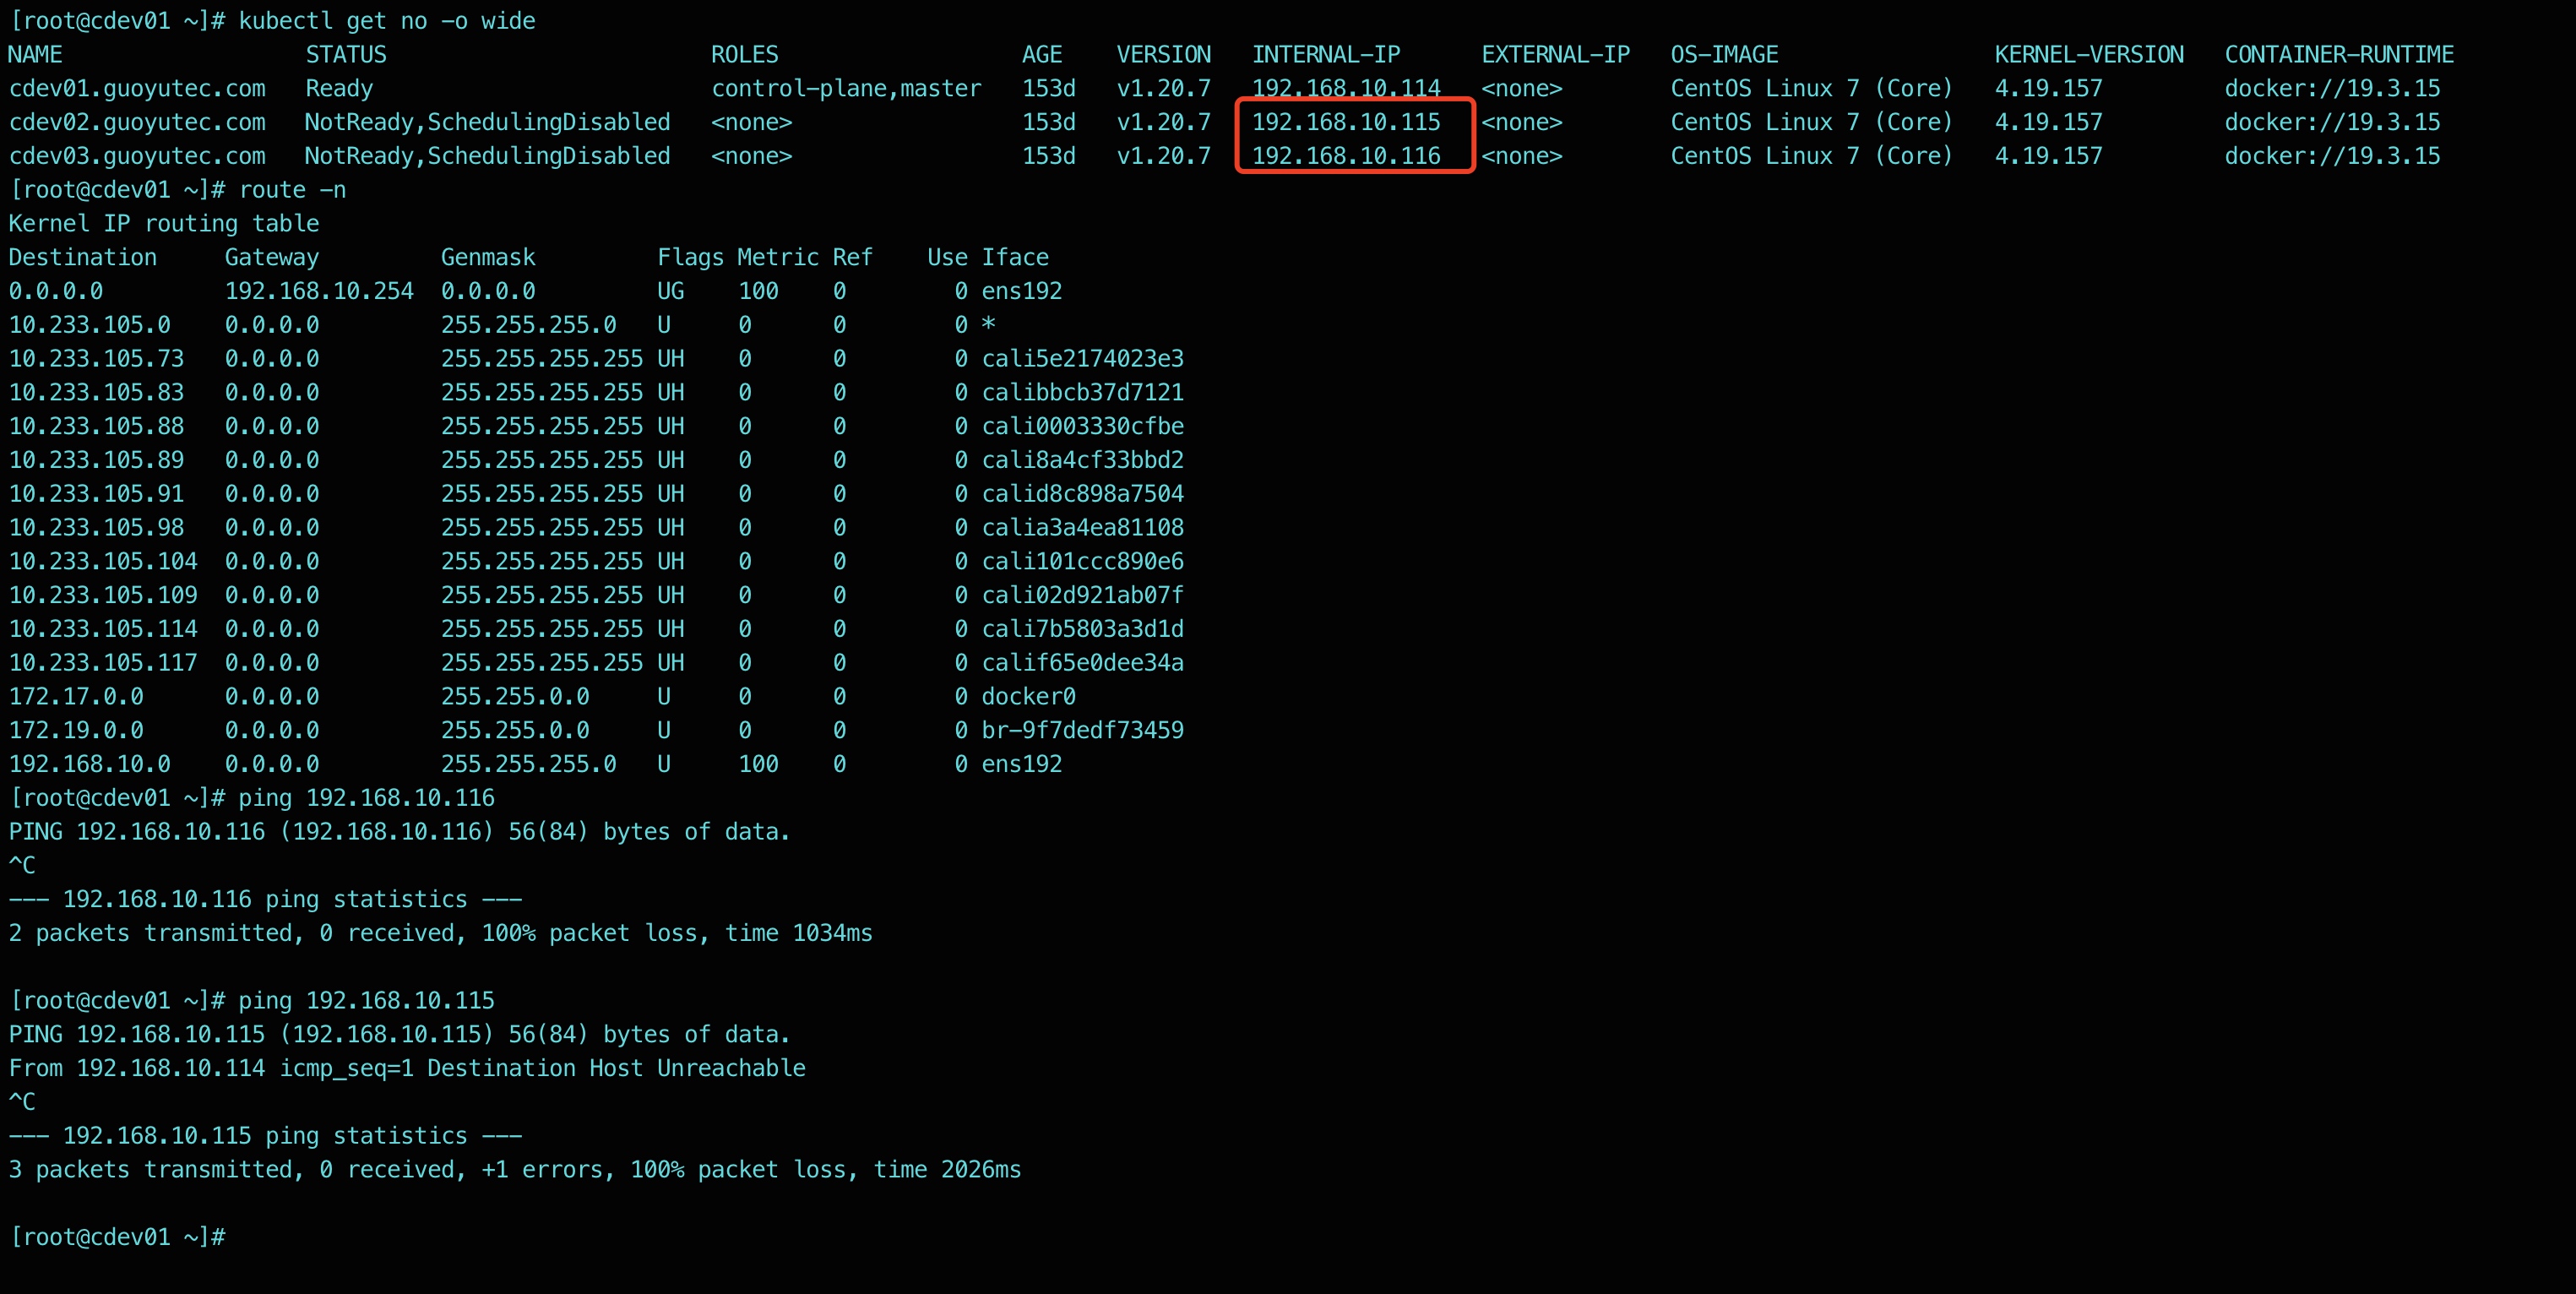 [root@cdev01 ~]# kubectl get no -o wide
NAME                  STATUS                        ROLES                  AGE    VERSION   INTERNAL-IP      EXTERNAL-IP   OS-IMAGE                KERNEL-VERSION   CONTAINER-RUNTIME
cdev01.guoyutec.com   Ready                         control-plane,master   153d   v1.20.7   192.168.10.114   <none>        CentOS Linux 7 (Core)   4.19.157         docker://19.3.15
cdev02.guoyutec.com   NotReady,SchedulingDisabled   <none>                 153d   v1.20.7   192.168.10.115   <none>        CentOS Linux 7 (Core)   4.19.157         docker://19.3.15
cdev03.guoyutec.com   NotReady,SchedulingDisabled   <none>                 153d   v1.20.7   192.168.10.116   <none>        CentOS Linux 7 (Core)   4.19.157         docker://19.3.15
[root@cdev01 ~]# route -n
Kernel IP routing table
Destination     Gateway         Genmask         Flags Metric Ref    Use Iface
0.0.0.0         192.168.10.254  0.0.0.0         UG    100    0        0 ens192
10.233.105.0    0.0.0.0         255.255.255.0   U     0      0        0 *
10.233.105.73   0.0.0.0         255.255.255.255 UH    0      0        0 cali5e2174023e3
10.233.105.83   0.0.0.0         255.255.255.255 UH    0      0        0 calibbcb37d7121
10.233.105.88   0.0.0.0         255.255.255.255 UH    0      0        0 cali0003330cfbe
10.233.105.89   0.0.0.0         255.255.255.255 UH    0      0        0 cali8a4cf33bbd2
10.233.105.91   0.0.0.0         255.255.255.255 UH    0      0        0 calid8c898a7504
10.233.105.98   0.0.0.0         255.255.255.255 UH    0      0        0 calia3a4ea81108
10.233.105.104  0.0.0.0         255.255.255.255 UH    0      0        0 cali101ccc890e6
10.233.105.109  0.0.0.0         255.255.255.255 UH    0      0        0 cali02d921ab07f
10.233.105.114  0.0.0.0         255.255.255.255 UH    0      0        0 cali7b5803a3d1d
10.233.105.117  0.0.0.0         255.255.255.255 UH    0      0        0 calif65e0dee34a
172.17.0.0      0.0.0.0         255.255.0.0     U     0      0        0 docker0
172.19.0.0      0.0.0.0         255.255.0.0     U     0      0        0 br-9f7dedf73459
192.168.10.0    0.0.0.0         255.255.255.0   U     100    0        0 ens192
[root@cdev01 ~]# ping 192.168.10.116
PING 192.168.10.116 (192.168.10.116) 56(84) bytes of data.
^C
--- 192.168.10.116 ping statistics ---
2 packets transmitted, 0 received, 100% packet loss, time 1034ms
[root@cdev01 ~]# ping 192.168.10.115
PING 192.168.10.115 (192.168.10.115) 56(84) bytes of data.
From 192.168.10.114 icmp_seq=1 Destination Host Unreachable
^C
--- 192.168.10.115 ping statistics ---
3 packets transmitted, 0 received, +1 errors, 100% packet loss, time 2026ms
[root@cdev01 ~]#